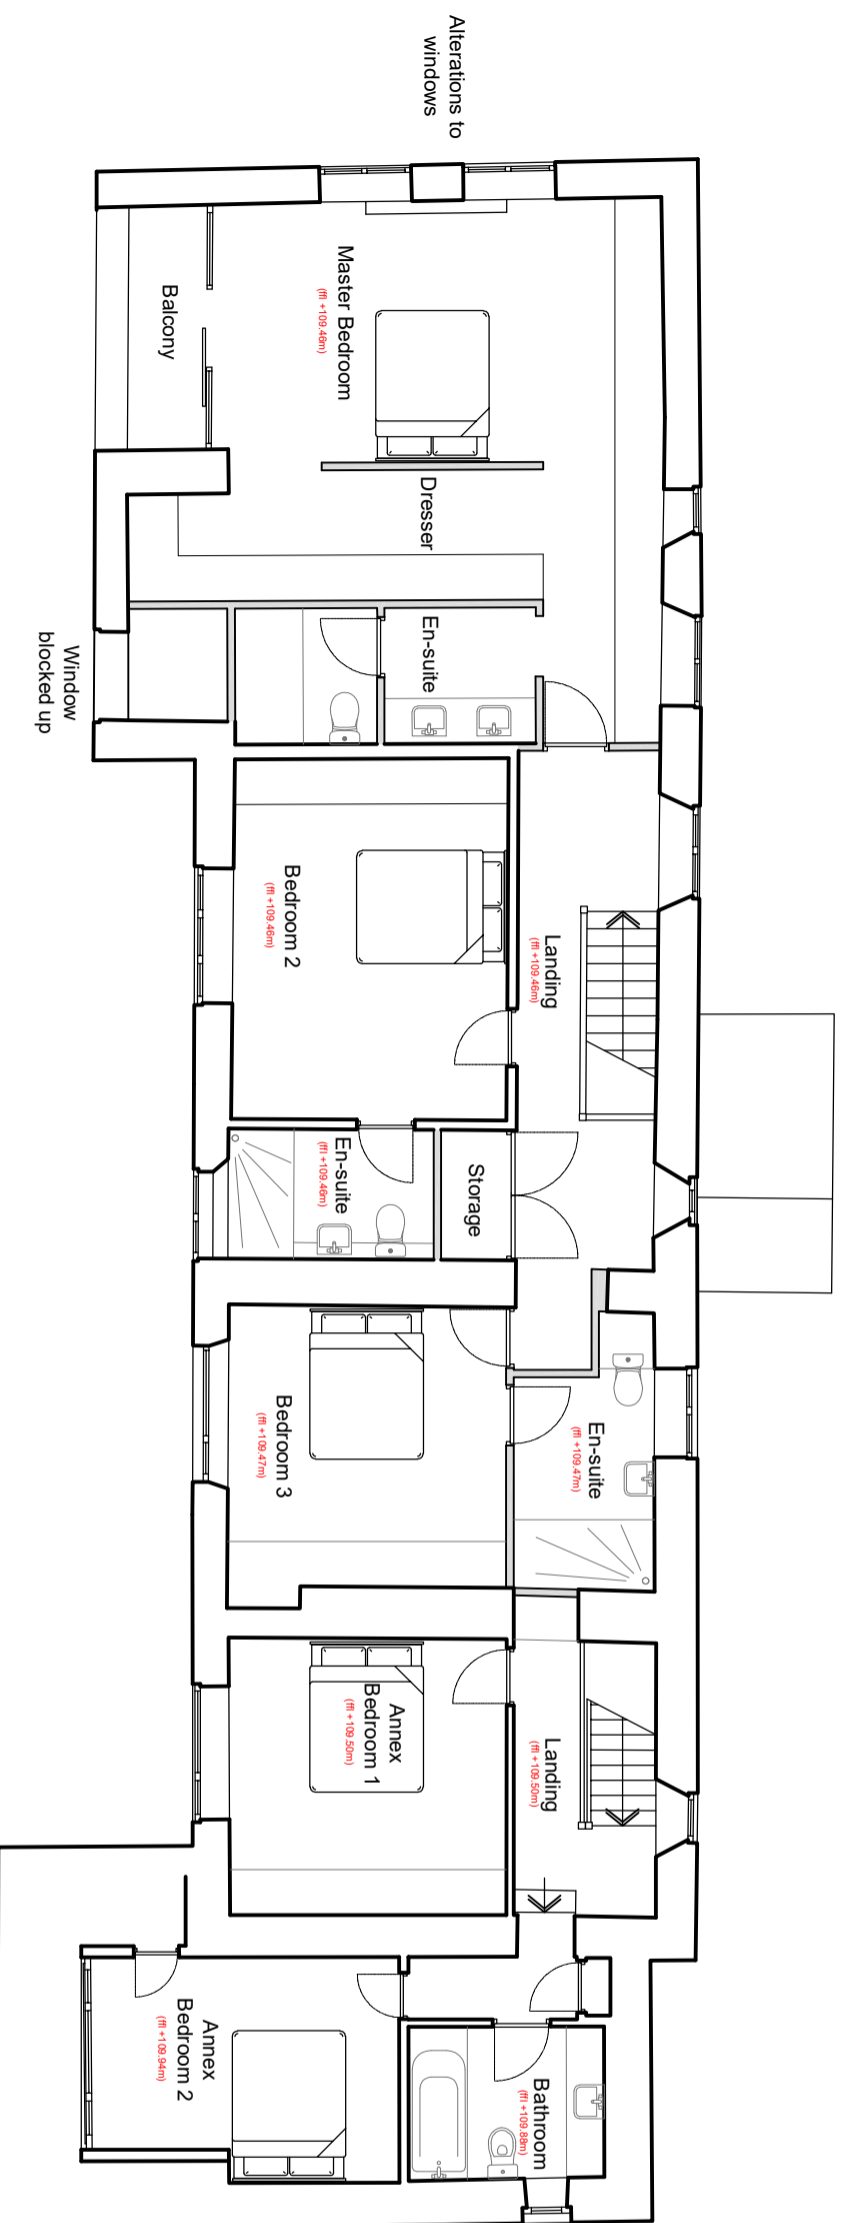 Alterations to
windows
Master Bedroom
(ffl +109.46m)
Balcony
Dresser
En-suite
Window
blocked up
Bedroom 2
(ffl +109.46m)
Landing
(ffl +109.46m)
En-suite
(ffl +109.46m)
Storage
Bedroom 3
(ffl +109.47m)
En-suite
(ffl +109.47m)
Annex
Bedroom 1
(ffl +109.50m)
Landing
(ffl +109.50m)
Annex
Bedroom 2
(ffl +109.94m)
Bathroom
(ffl +109.88m)